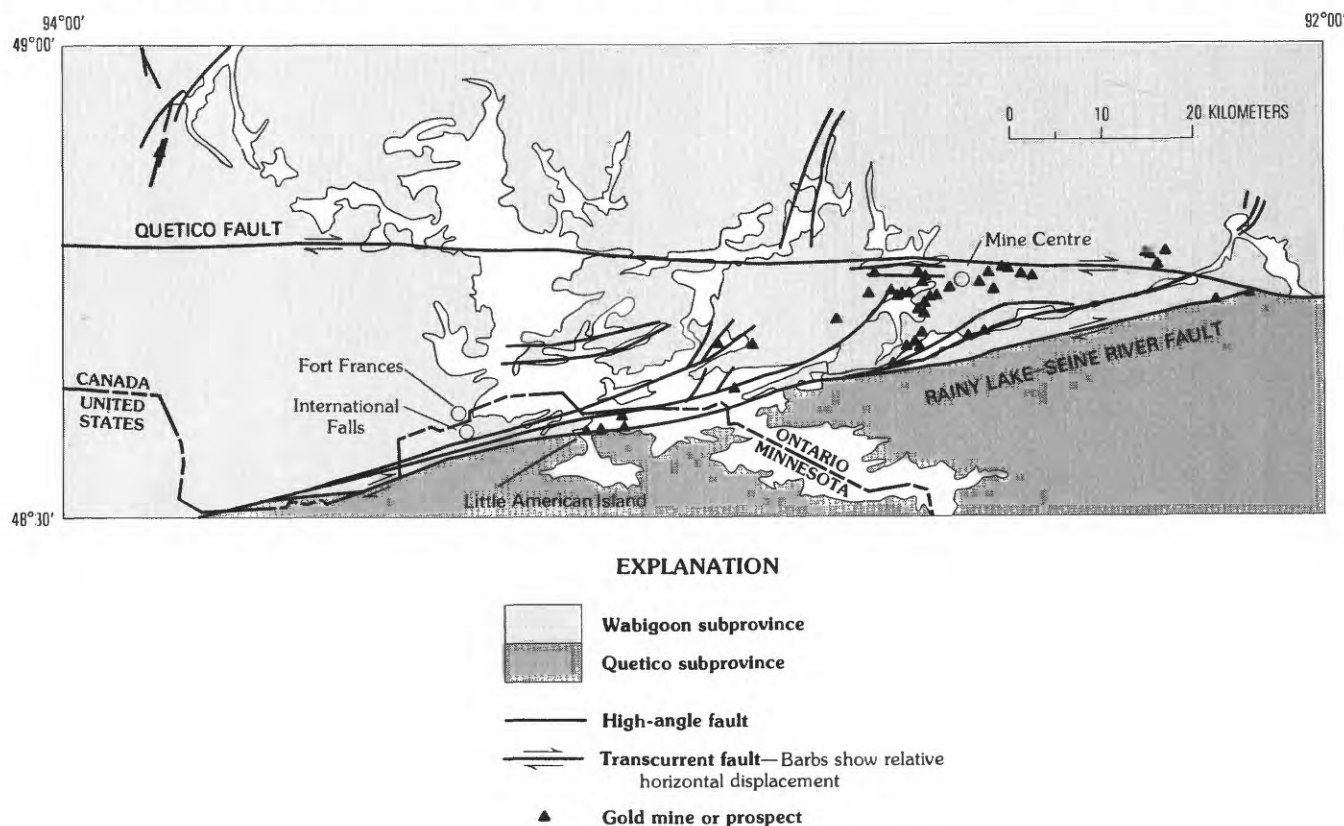 94°00'
92°00'
49°00'
0 10 20 KILOMETERS
QUETICO FAULT
Mine Centre
Fort Frances
CANADA
UNITED
STATES
International
Falls
RAINY LAKE-SEINE RIVER FAULT
ONTARIO
MINNESOTA
Little American Island
48°30'
EXPLANATION
Wabigoon subprovince
Quetico subprovince
High-angle fault
Transcurrent fault—Barbs show relative
horizontal displacement
Gold mine or prospect